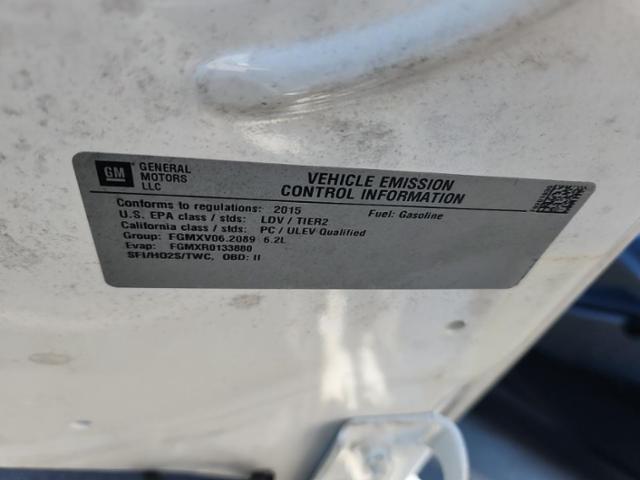 GM GENERAL MOTORS LLC
VEHICLE EMISSION
CONTROL INFORMATION
Conforms to regulations: 2015 Fuel: Gasoline
U.S. EPA class / stds: LDV / TIER2
California class / stds: PC / ULEV Qualified
Group: FGMXV06.2089 6.2L
Evap: FGMXR0133880
SFI/HO2S/TWC, OBD: II